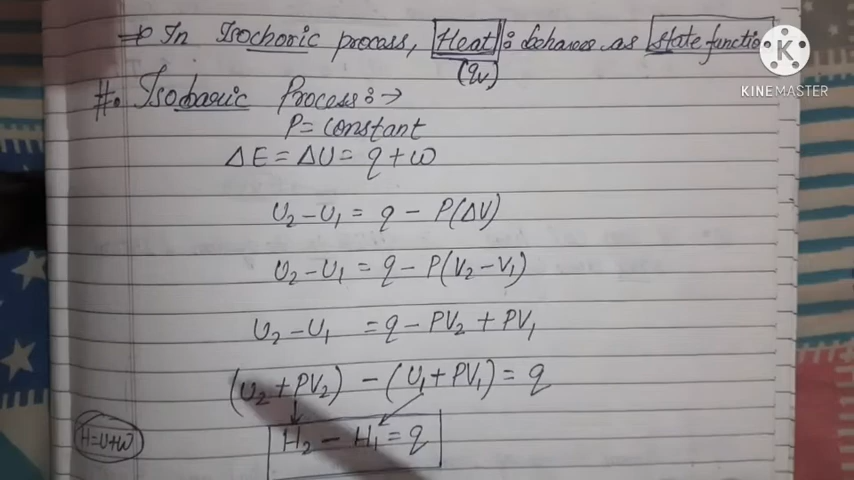 ⇒ In Isochoric process, Heat: behaves as state functio
(qv)
K
KINEMASTER
#. Isobaric Process:→
P = constant
ΔE = ΔU = q + w
U₂ - U₁ = q - P(ΔV)
U₂ - U₁ = q - P(V₂ - V₁)
U₂ - U₁ = q - PV₂ + PV₁
(U₂ + PV₂) - (U₁ + PV₁) = q
H=U+W
H₂ - H₁ = q